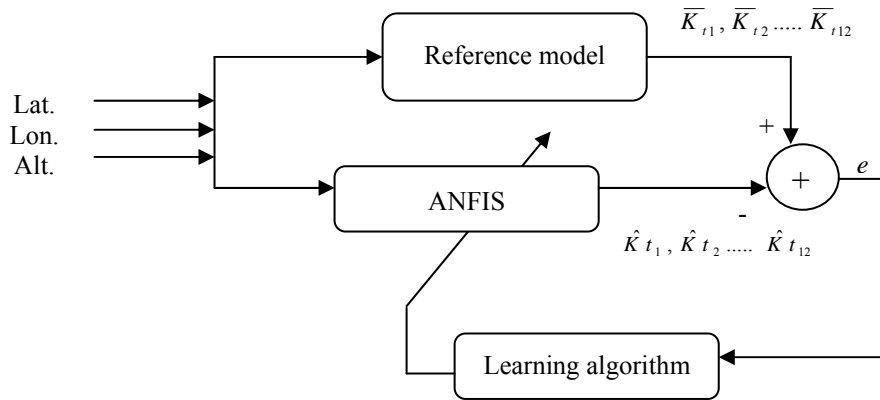 K̅t1 , K̅t2 ..... K̅t12
Reference model
Lat.
Lon.
Alt.
+
+
e
ANFIS
-
K̂ t1 , K̂ t2 ..... K̂ t12
Learning algorithm